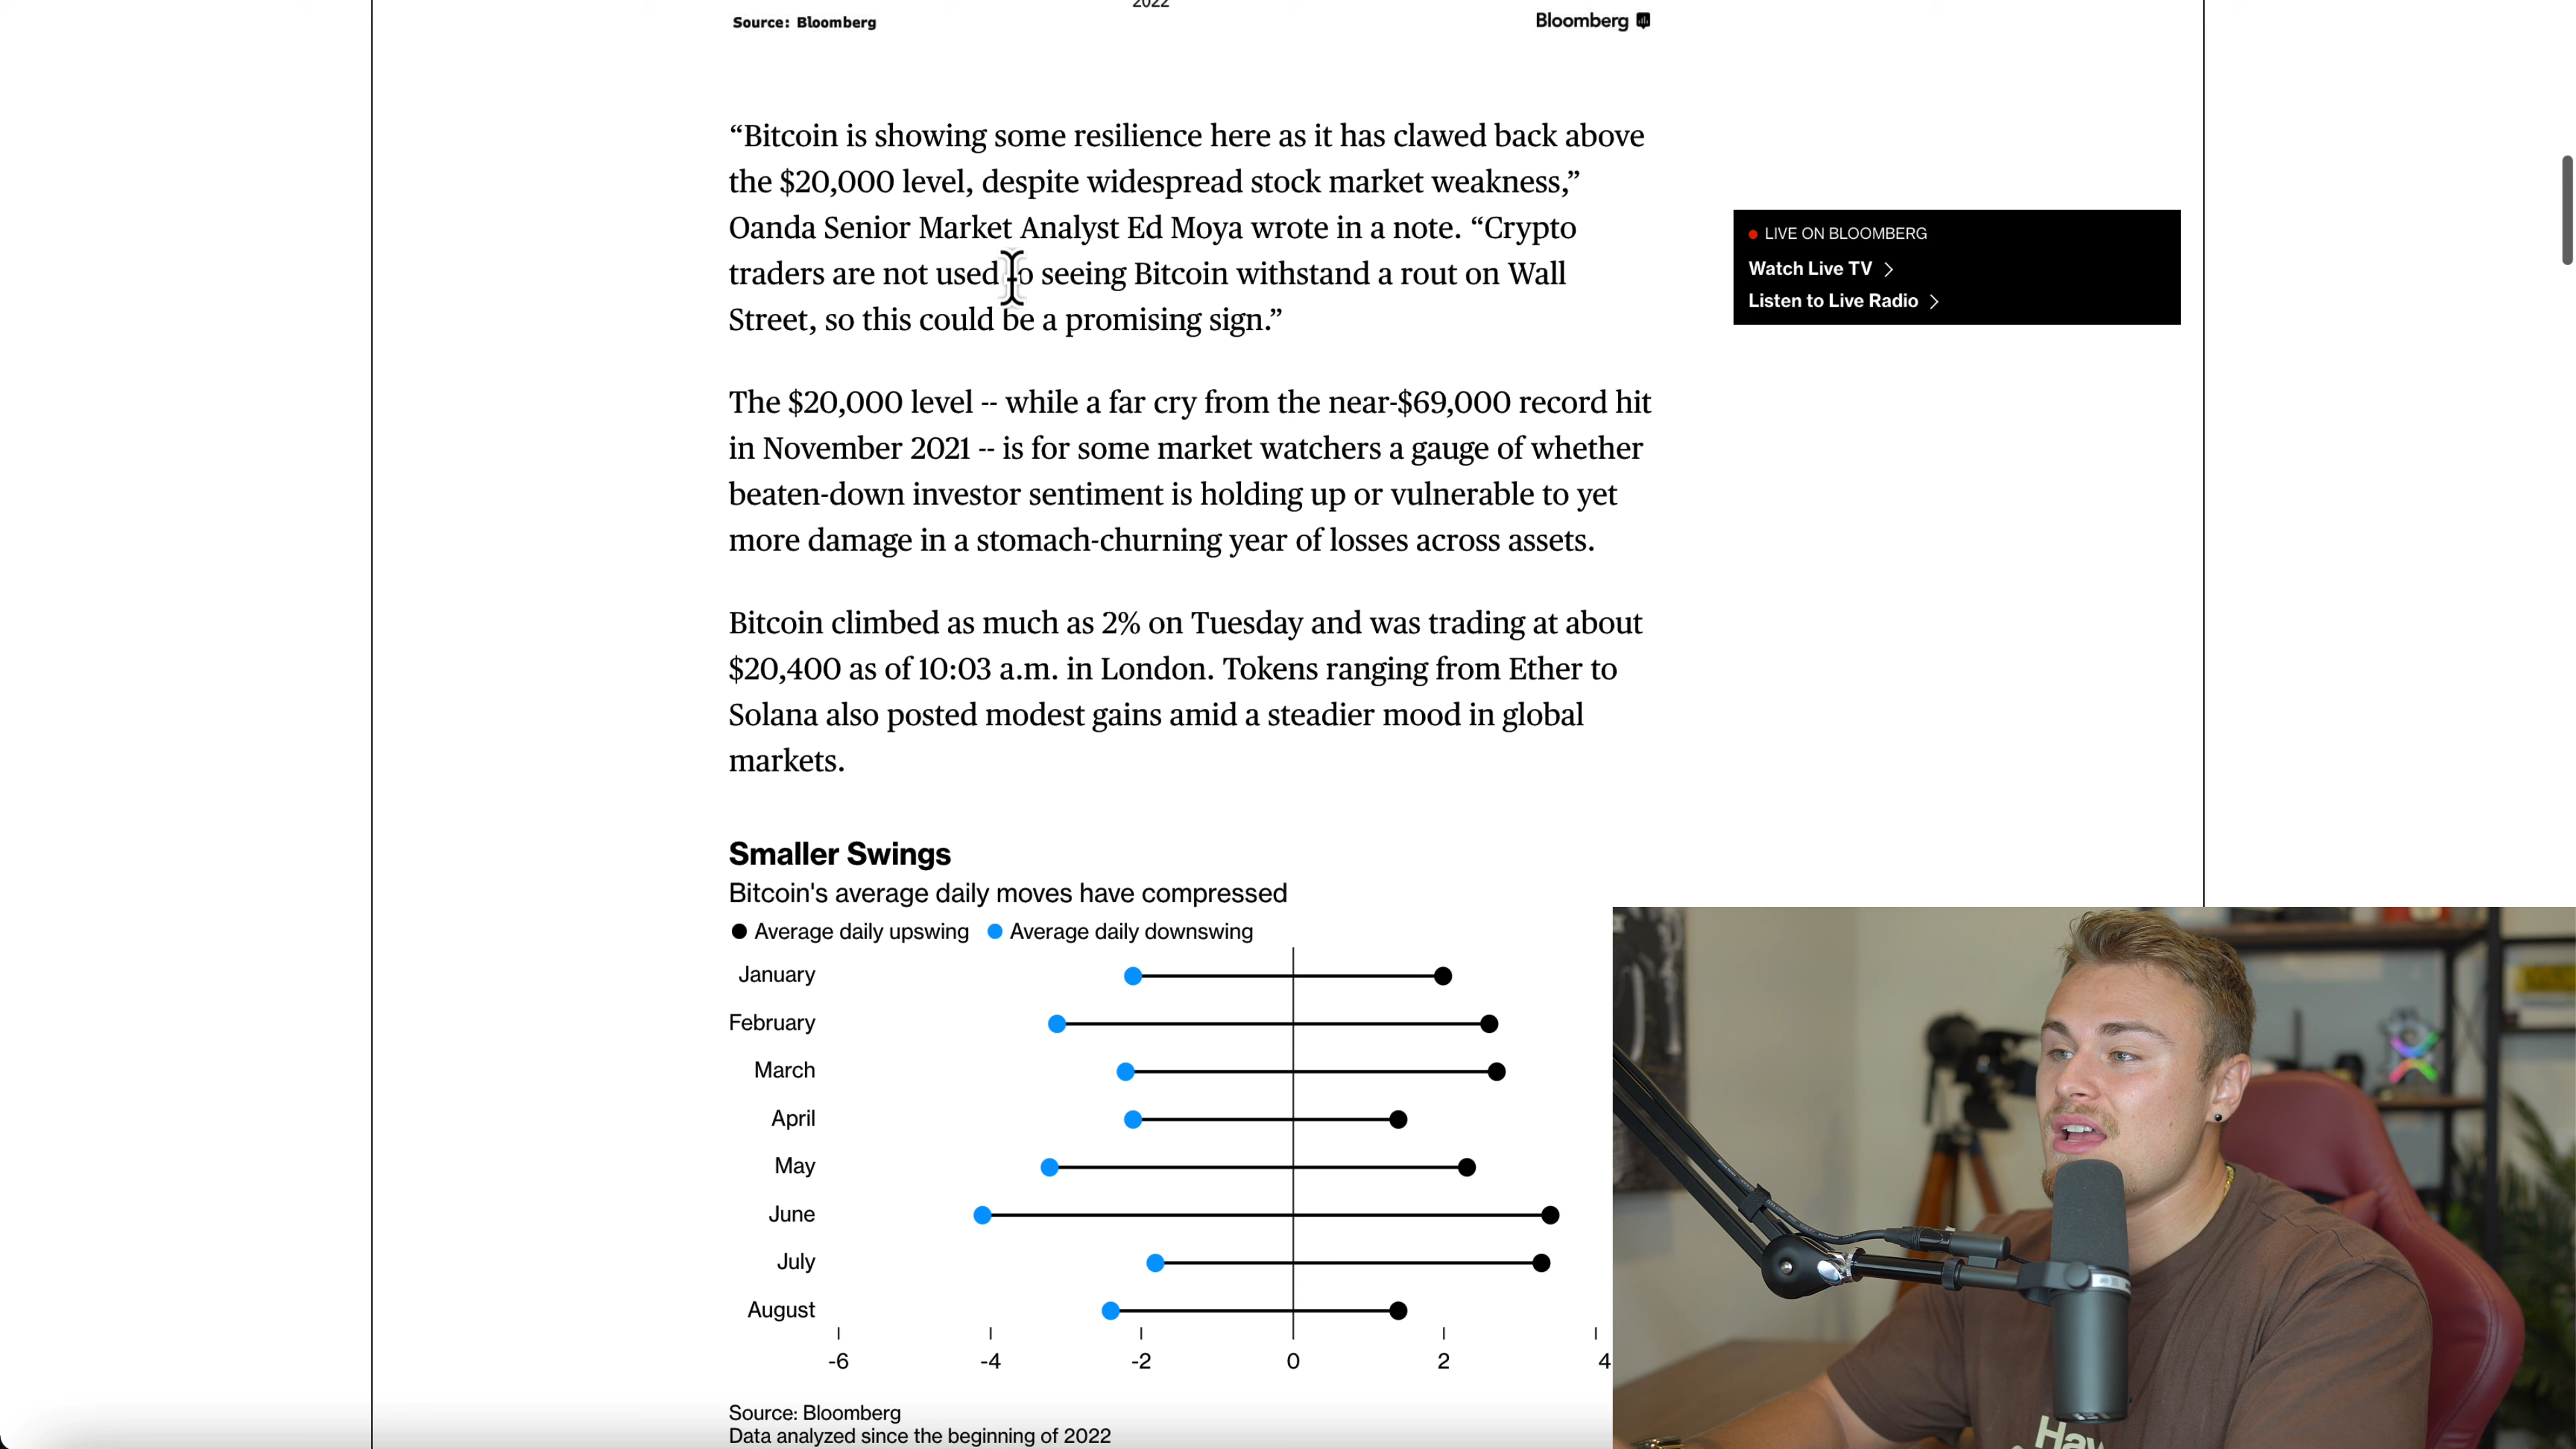 2022
Source: Bloomberg
Bloomberg
“Bitcoin is showing some resilience here as it has clawed back above
the $20,000 level, despite widespread stock market weakness,”
Oanda Senior Market Analyst Ed Moya wrote in a note. “Crypto
traders are not used to seeing Bitcoin withstand a rout on Wall
Street, so this could be a promising sign.”
The $20,000 level -- while a far cry from the near-$69,000 record hit
in November 2021 -- is for some market watchers a gauge of whether
beaten-down investor sentiment is holding up or vulnerable to yet
more damage in a stomach-churning year of losses across assets.
Bitcoin climbed as much as 2% on Tuesday and was trading at about
$20,400 as of 10:03 a.m. in London. Tokens ranging from Ether to
Solana also posted modest gains amid a steadier mood in global
markets.
LIVE ON BLOOMBERG
Watch Live TV
Listen to Live Radio
Smaller Swings
Bitcoin's average daily moves have compressed
Average daily upswing Average daily downswing
January
February
March
April
May
June
July
August
-6 -4 -2 0 2 4
Source: Bloomberg
Data analyzed since the beginning of 2022